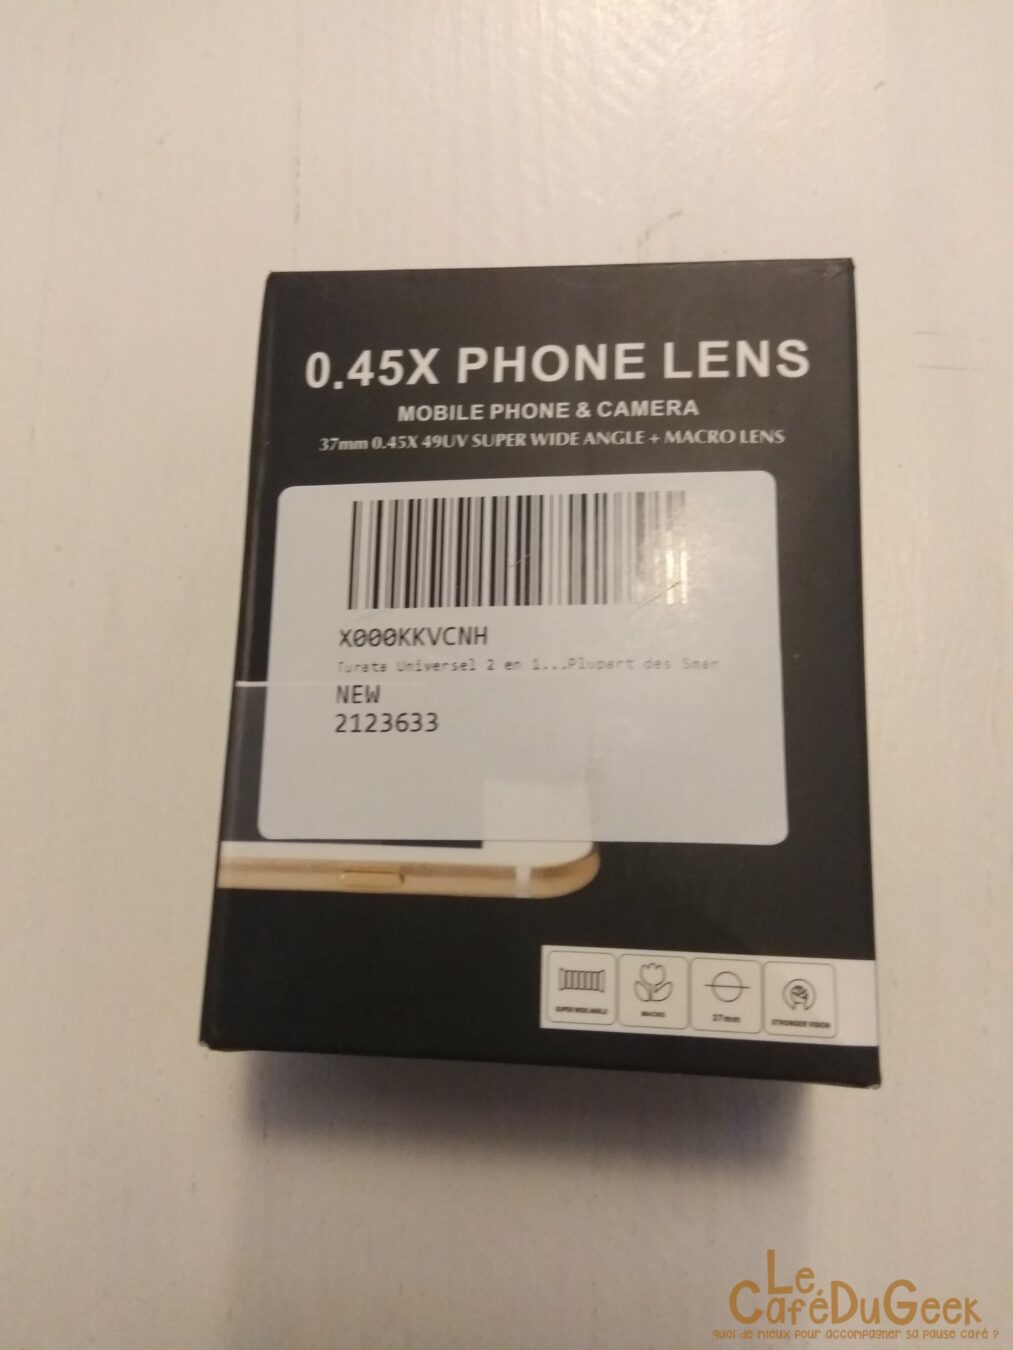 0.45X PHONE LENS
MOBILE PHONE & CAMERA
37mm 0.45X 49UV SUPER WIDE ANGLE + MACRO LENS
X000KKVCNH
Turata Universel 2 en 1...Plupart des Smar
NEW
2123633
SUPER WIDE ANGLE
MACRO
37mm
STRONGER VISION
Le CaféDuGeek
quoi de mieux pour accompagner sa pause café ?